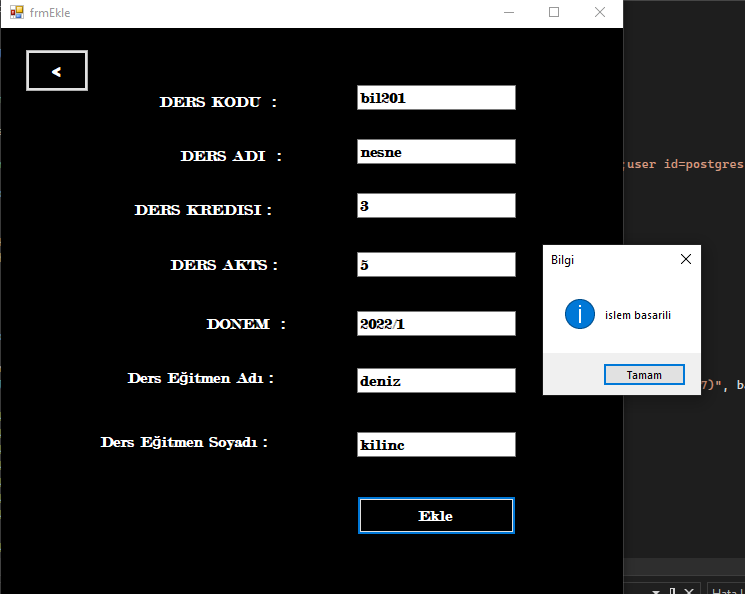 frmEkle
<
DERS KODU :
bil201
DERS ADI :
nesne
;user id=postgres
DERS KREDISI :
3
DERS AKTS :
5
Bilgi
islem basarili
Tamam
DONEM :
2022/1
Ders Eğitmen Adı :
deniz
7)", ba
Ders Eğitmen Soyadı :
kilinc
Ekle
Hata L